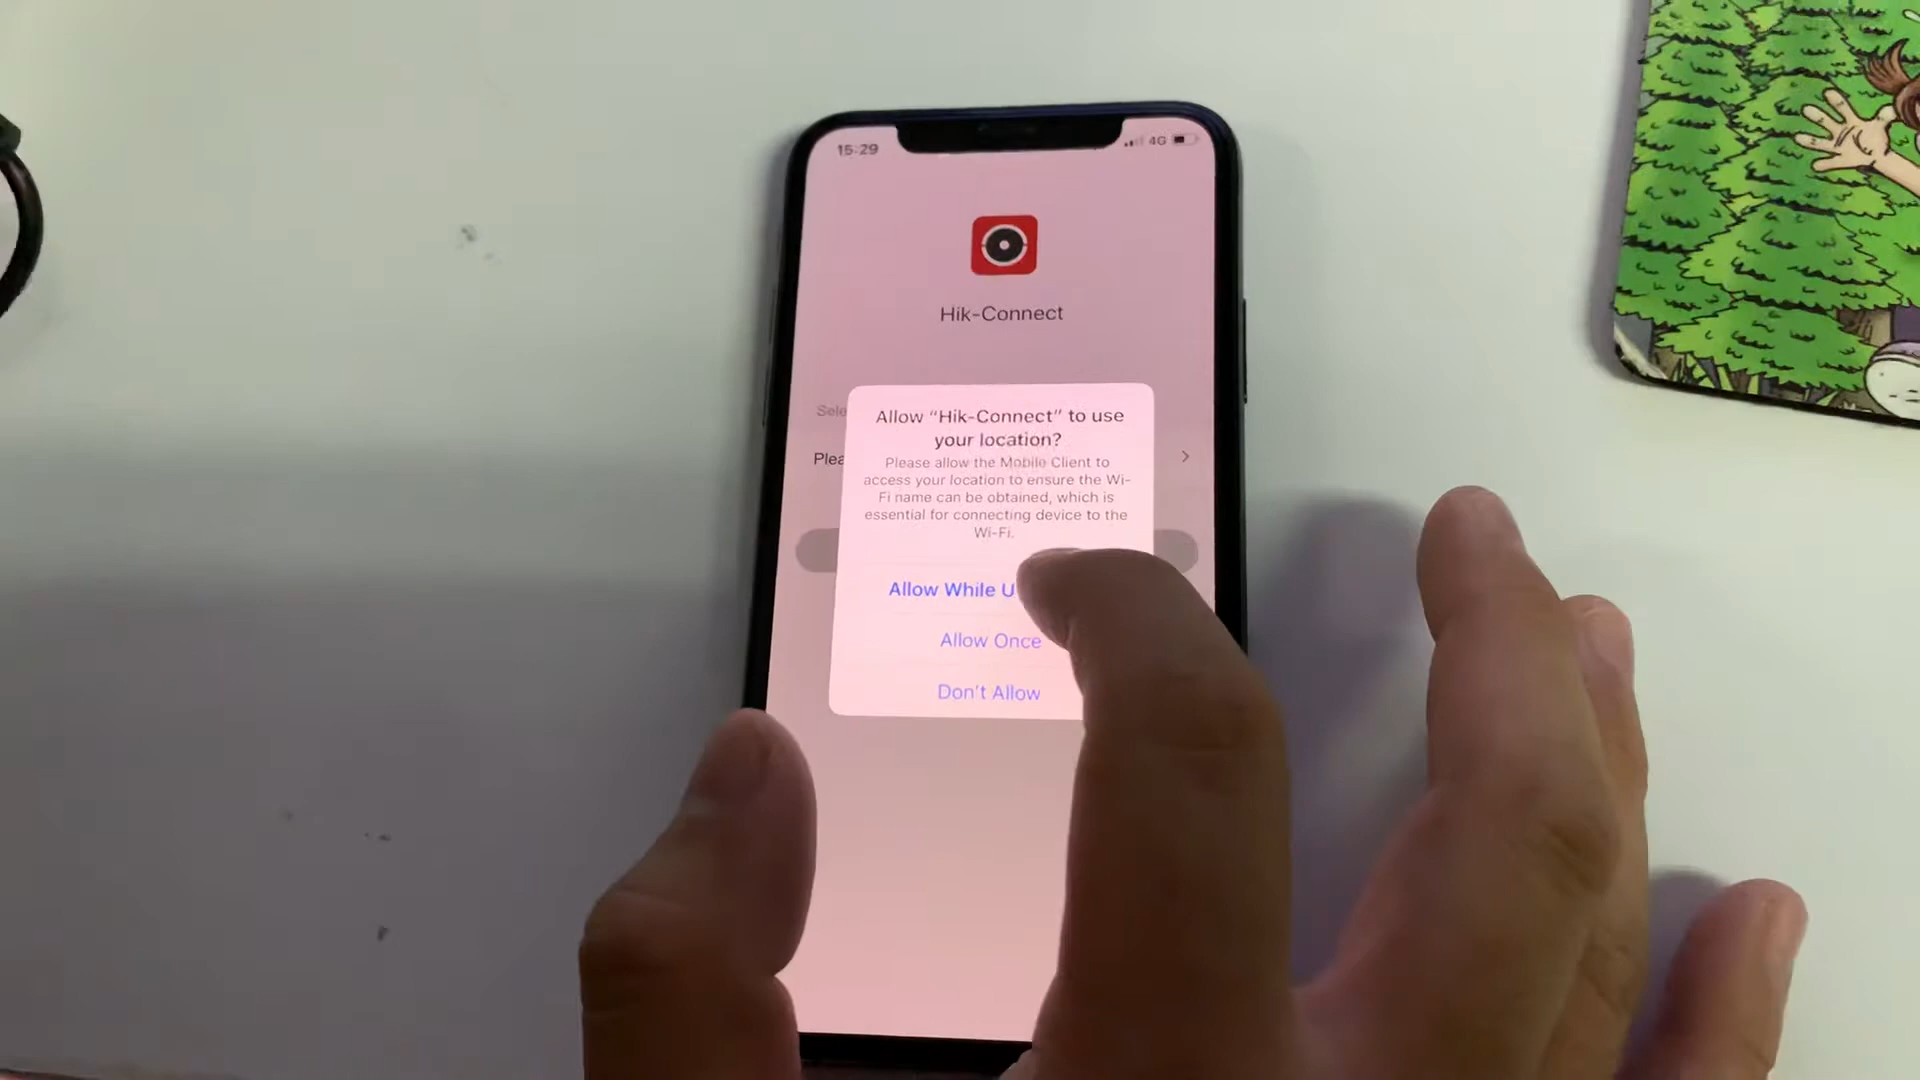 15:29
4G
Hik-Connect
Allow “Hik-Connect” to use
your location?
Please allow the Mobile Client to
access your location to ensure the Wi-
Fi name can be obtained, which is
essential for connecting device to the
Wi-Fi.
Allow While U
Allow Once
Don’t Allow
Sele
Plea